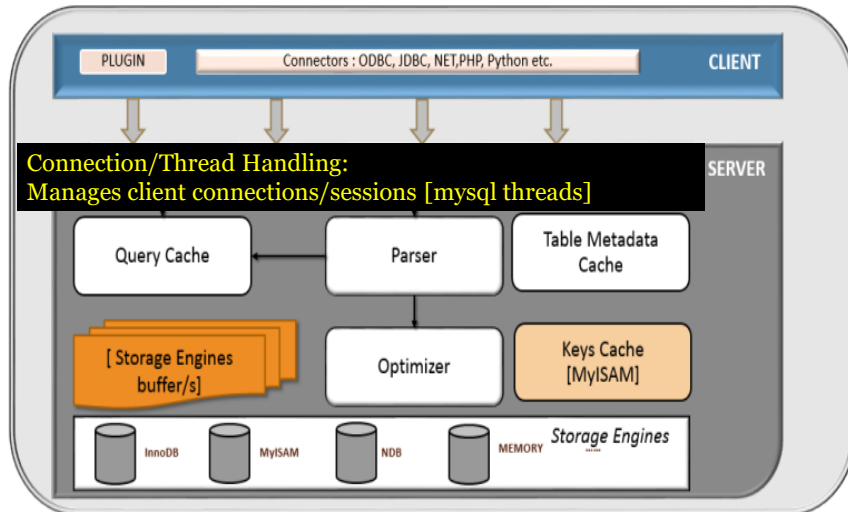 PLUGIN
Connectors : ODBC, JDBC, NET,PHP, Python etc.
CLIENT
Connection/Thread Handling:
Manages client connections/sessions [mysql threads]
SERVER
Query Cache
Parser
Table Metadata
Cache
[ Storage Engines
buffer/s]
Optimizer
Keys Cache
[MyISAM]
InnoDB
MyISAM
NDB
MEMORY
Storage Engines
......